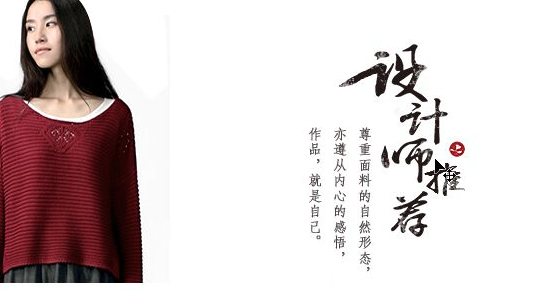 设计师推荐
尊重面料的自然形态，
亦遵从内心的感悟，
作品，就是自己。